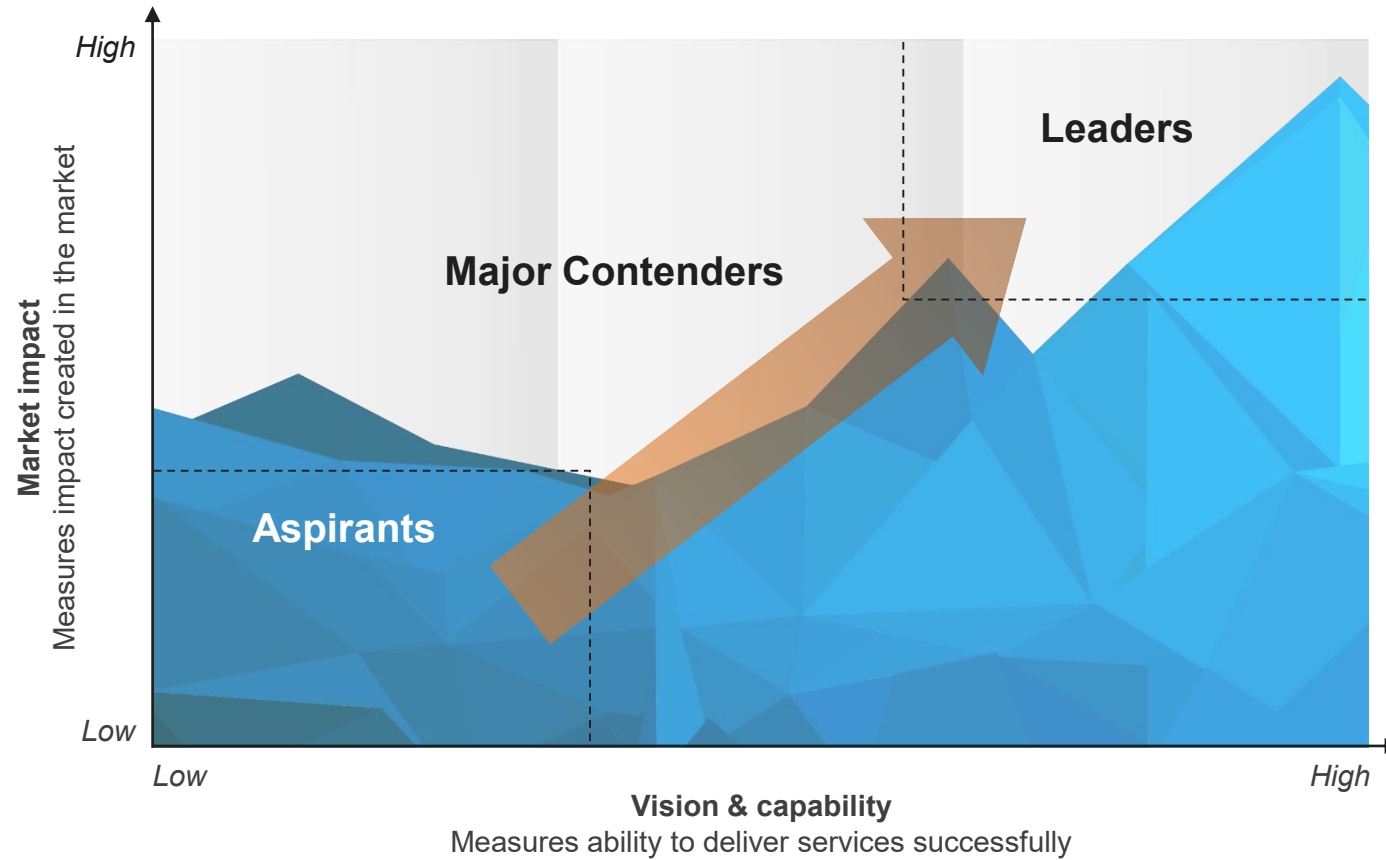 High
Leaders
Major Contenders
Market impact
Measures impact created in the market
Aspirants
Low
Low
High
Vision & capability
Measures ability to deliver services successfully